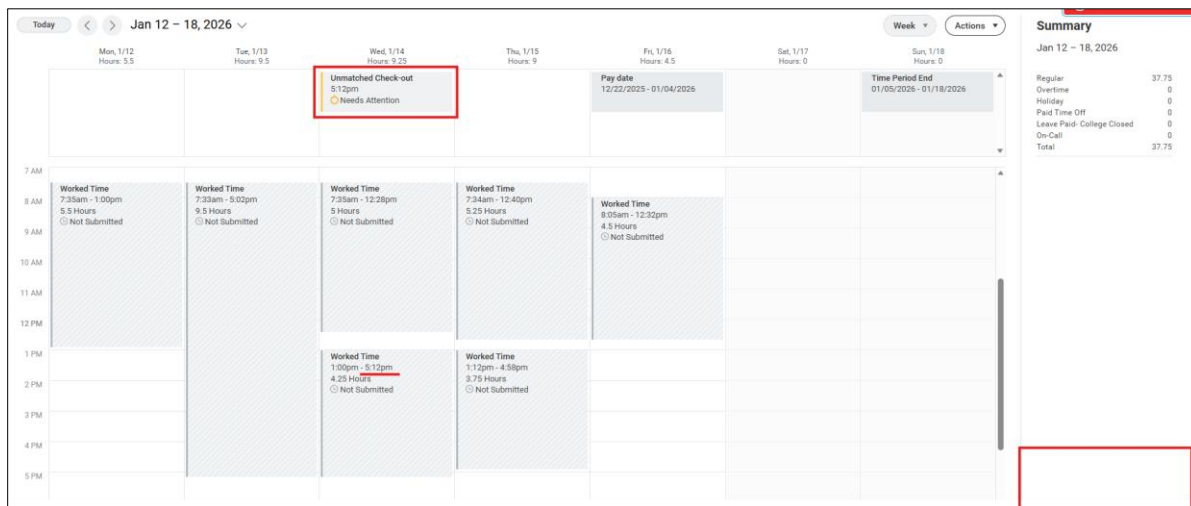 Today
Jan 12 – 18, 2026
Week
Actions
Mon, 1/12
Hours: 5.5
Tue, 1/13
Hours: 9.5
Wed, 1/14
Hours: 9.25
Thu, 1/15
Hours: 9
Fri, 1/16
Hours: 4.5
Sat, 1/17
Hours: 0
Sun, 1/18
Hours: 0
Unmatched Check-out
5:12pm
Needs Attention
Pay date
12/22/2025 - 01/04/2026
Time Period End
01/05/2026 - 01/18/2026
7 AM
8 AM
9 AM
10 AM
11 AM
12 PM
1 PM
2 PM
3 PM
4 PM
5 PM
Worked Time
7:35am - 1:00pm
5.5 Hours
Not Submitted
Worked Time
7:33am - 5:02pm
9.5 Hours
Not Submitted
Worked Time
7:35am - 12:28pm
5 Hours
Not Submitted
Worked Time
7:34am - 12:40pm
5.25 Hours
Not Submitted
Worked Time
8:05am - 12:32pm
4.5 Hours
Not Submitted
Worked Time
1:00pm - 5:12pm
4.25 Hours
Not Submitted
Worked Time
1:12pm - 4:58pm
3.75 Hours
Not Submitted
Summary
Jan 12 – 18, 2026
Regular 37.75
Overtime 0
Holiday 0
Paid Time Off 0
Leave Paid- College Closed 0
On-Call 0
Total 37.75